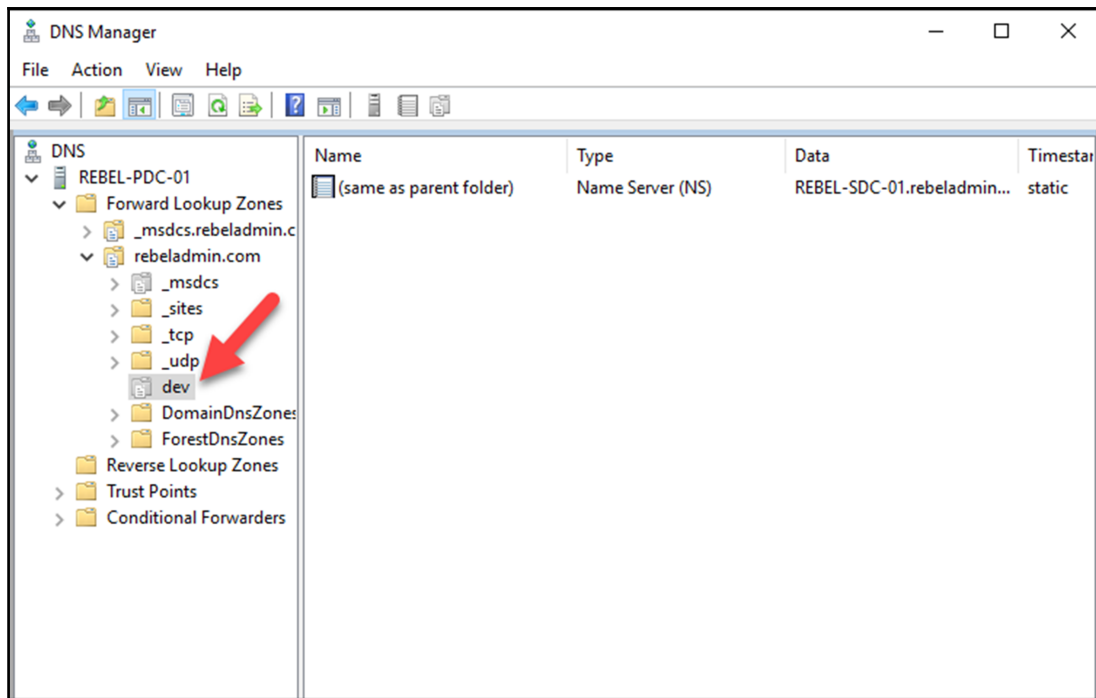 DNS Manager
File Action View Help
DNS
REBEL-PDC-01
Forward Lookup Zones
_msdcs.rebeladmin.c
rebeladmin.com
_msdcs
_sites
_tcp
_udp
dev
DomainDnsZones
ForestDnsZones
Reverse Lookup Zones
Trust Points
Conditional Forwarders
Name Type Data Timestar
(same as parent folder) Name Server (NS) REBEL-SDC-01.rebeladmin... static